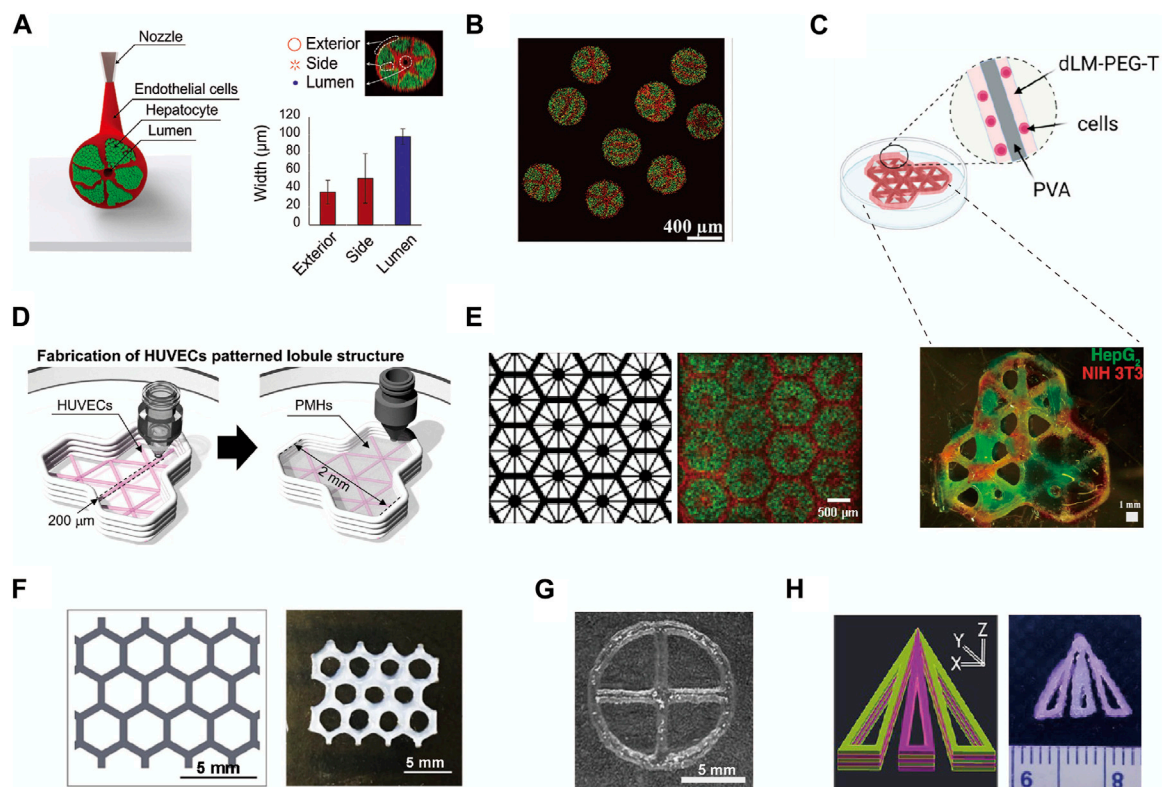 A
Nozzle
Endothelial cells
Hepatocyte
Lumen
Exterior
Side
Lumen
Width (µm)
120
100
80
60
40
20
0
Exterior
Side
Lumen
B
400 µm
C
dLM-PEG-T
cells
PVA
HepG2
NIH 3T3
1 mm
D
Fabrication of HUVECs patterned lobule structure
HUVECs
200 µm
PMHs
2 mm
E
500 µm
F
5 mm
5 mm
G
5 mm
H
Y
Z
X
6
8